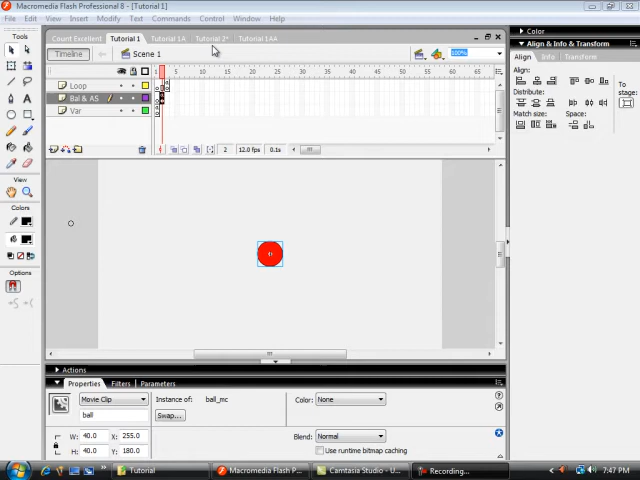 Macromedia Flash Professional 8 - [Tutorial 1]
File Edit View Insert Modify Text Commands Control Window Help
Count Excellent Tutorial 1 Tutorial 1A Tutorial 2* Tutorial 1AA
Timeline Scene 1 100%
1 5 10 15 20 25 30 35 40 45 50 55 60 65
Loop
Bal & AS
Var
2 12.0 fps 0.1s
View
Colors
Options
Actions
Properties Filters Parameters
Movie Clip Instance of: ball_mc Color: None
ball Swap...
W: 40.0 X: 255.0 Blend: Normal
H: 40.0 Y: 180.0 Use runtime bitmap caching
Color
Align & Info & Transform
Align Info Transform
Align:
Distribute: To stage:
Match size: Space:
Tutorial Macromedia Flash P... Camtasia Studio - U... Recording... 7:47 PM